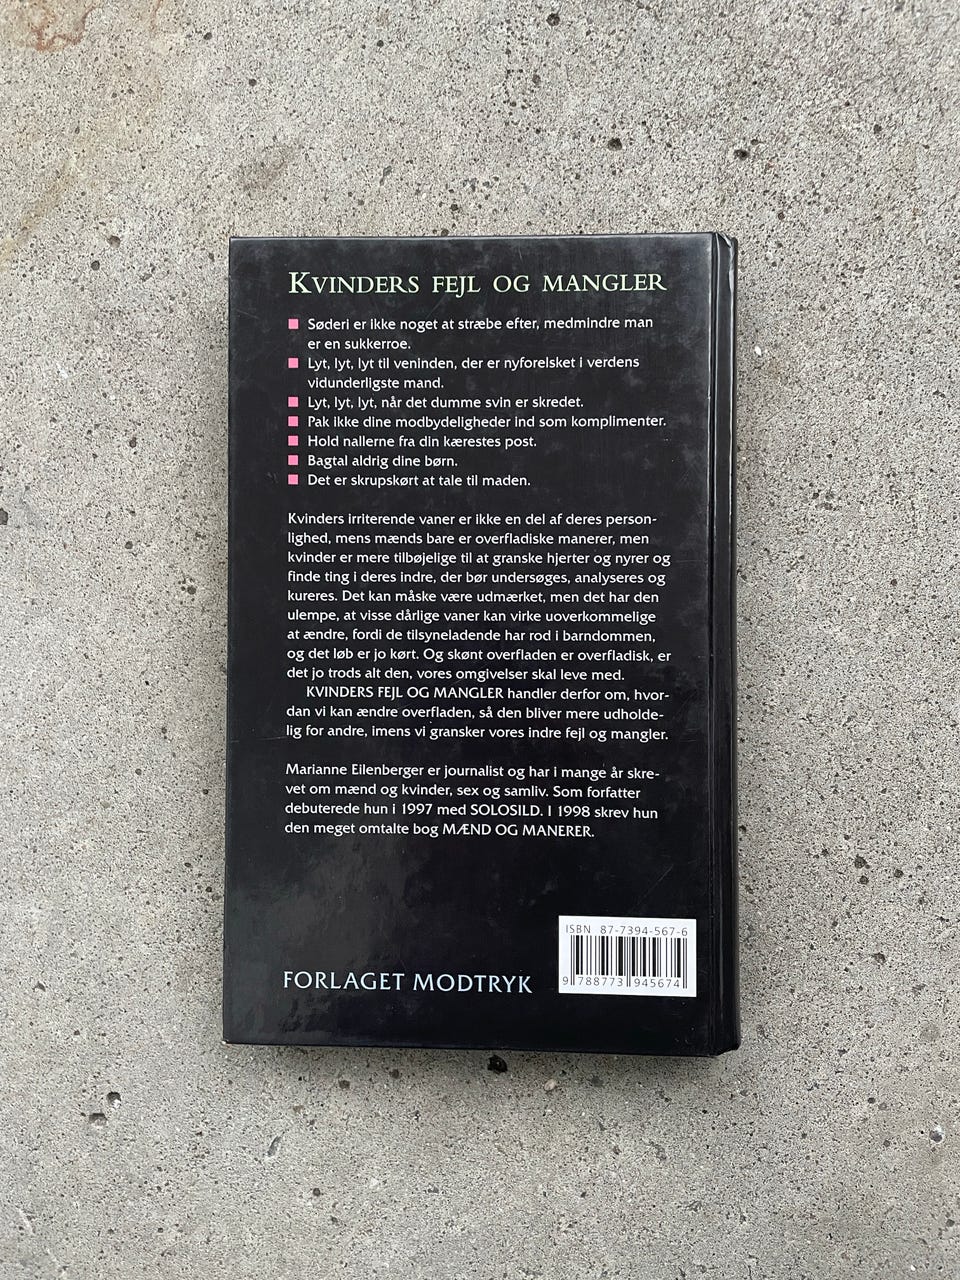 KVINDERS FEJL OG MANGLER
Søderi er ikke noget at stræbe efter, medmindre man
er en sukkerroe.
Lyt, lyt, lyt til veninden, der er nyforelsket i verdens
vidunderligste mand.
Lyt, lyt, lyt, når det dumme svin er skredet.
Pak ikke dine modbydeligheder ind som komplimenter.
Hold nallerne fra din kærestes post.
Bagtal aldrig dine børn.
Det er skrupskørt at tale til maden.
Kvinders irriterende vaner er ikke en del af deres person-
lighed, mens mænds bare er overfladiske manerer, men
kvinder er mere tilbøjelige til at granske hjerter og nyrer og
finde ting i deres indre, der bør undersøges, analyseres og
kureres. Det kan måske være udmærket, men det har den
ulempe, at visse dårlige vaner kan virke uoverkommelige
at ændre, fordi de tilsyneladende har rod i barndommen,
og det løb er jo kørt. Og skønt overfladen er overfladisk, er
det jo trods alt den, vores omgivelser skal leve med.
KVINDERS FEJL OG MANGLER handler derfor om, hvor-
dan vi kan ændre overfladen, så den bliver mere udholde-
lig for andre, imens vi gransker vores indre fejl og mangler.
Marianne Eilenberger er journalist og har i mange år skre-
vet om mænd og kvinder, sex og samliv. Som forfatter
debuterede hun i 1997 med SOLOSILD. I 1998 skrev hun
den meget omtalte bog MÆND OG MANERER.
ISBN 87-7394-567-6
9 788773 945674
FORLAGET MODTRYK